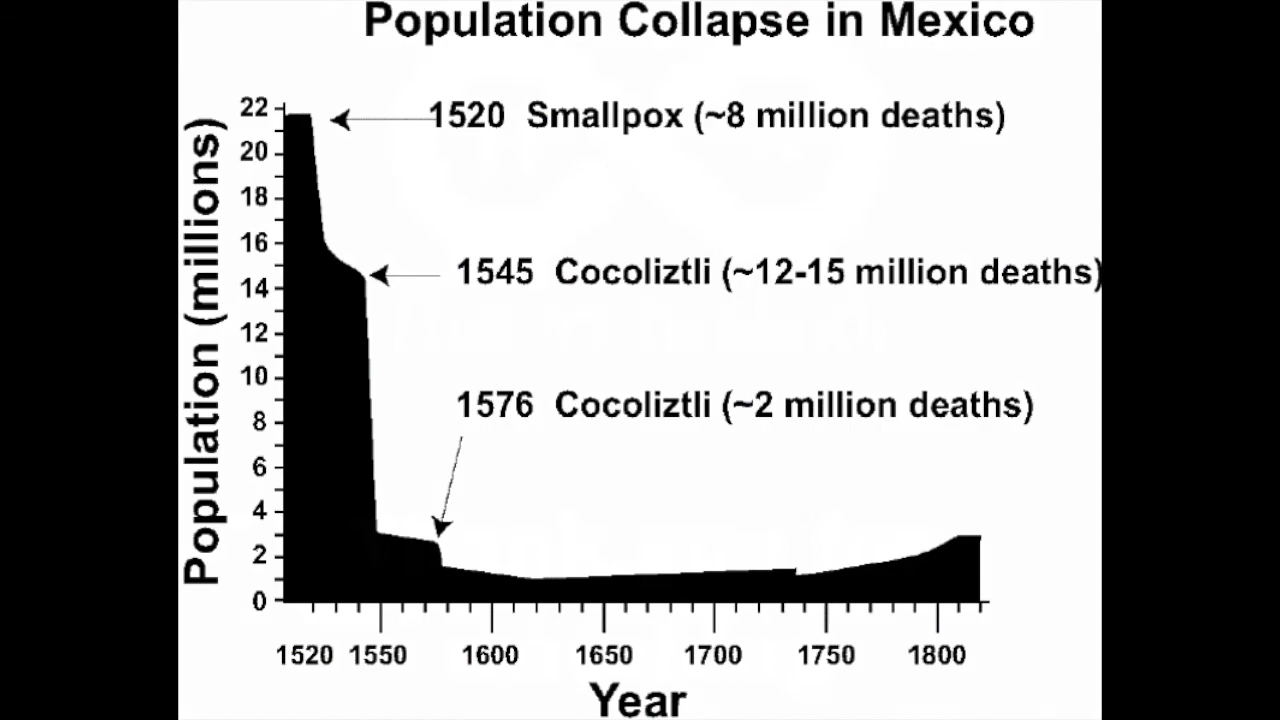 Population Collapse in Mexico
22
1520 Smallpox (~8 million deaths)
20
18
16
1545 Cocoliztli (~12-15 million deaths)
14
12
10
1576 Cocoliztli (~2 million deaths)
8
6
4
2
0
Population (millions)
1520 1550 1600 1650 1700 1750 1800
Year